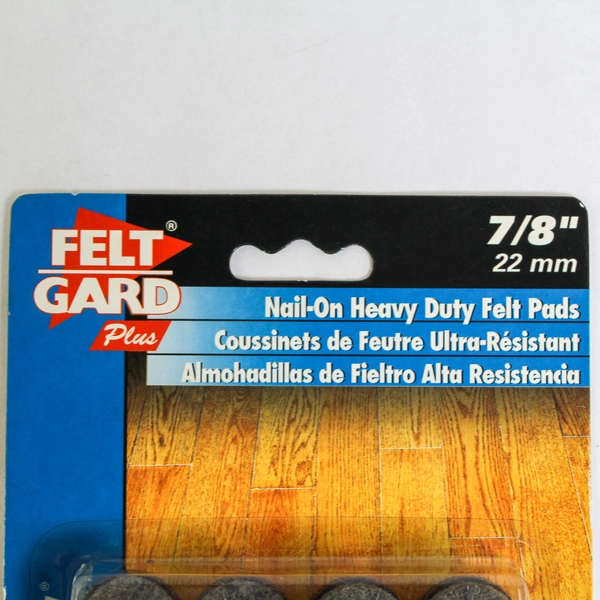 FELT®
GARD
Plus
7/8"
22 mm
Nail-On Heavy Duty Felt Pads
Coussinets de Feutre Ultra-Résistant
Almohadillas de Fieltro Alta Resistencia